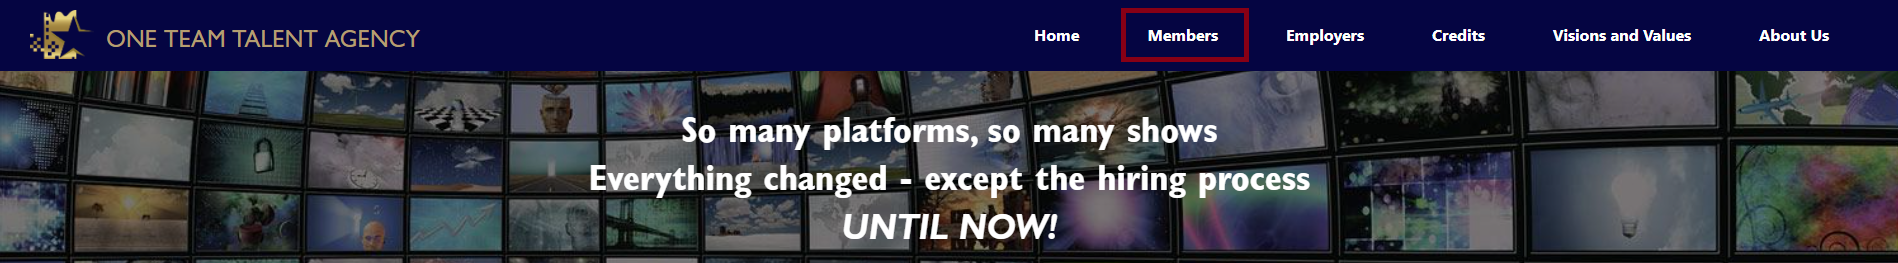 ONE TEAM TALENT AGENCY
Home Members Employers Credits Visions and Values About Us
So many platforms, so many shows
Everything changed - except the hiring process
UNTIL NOW!